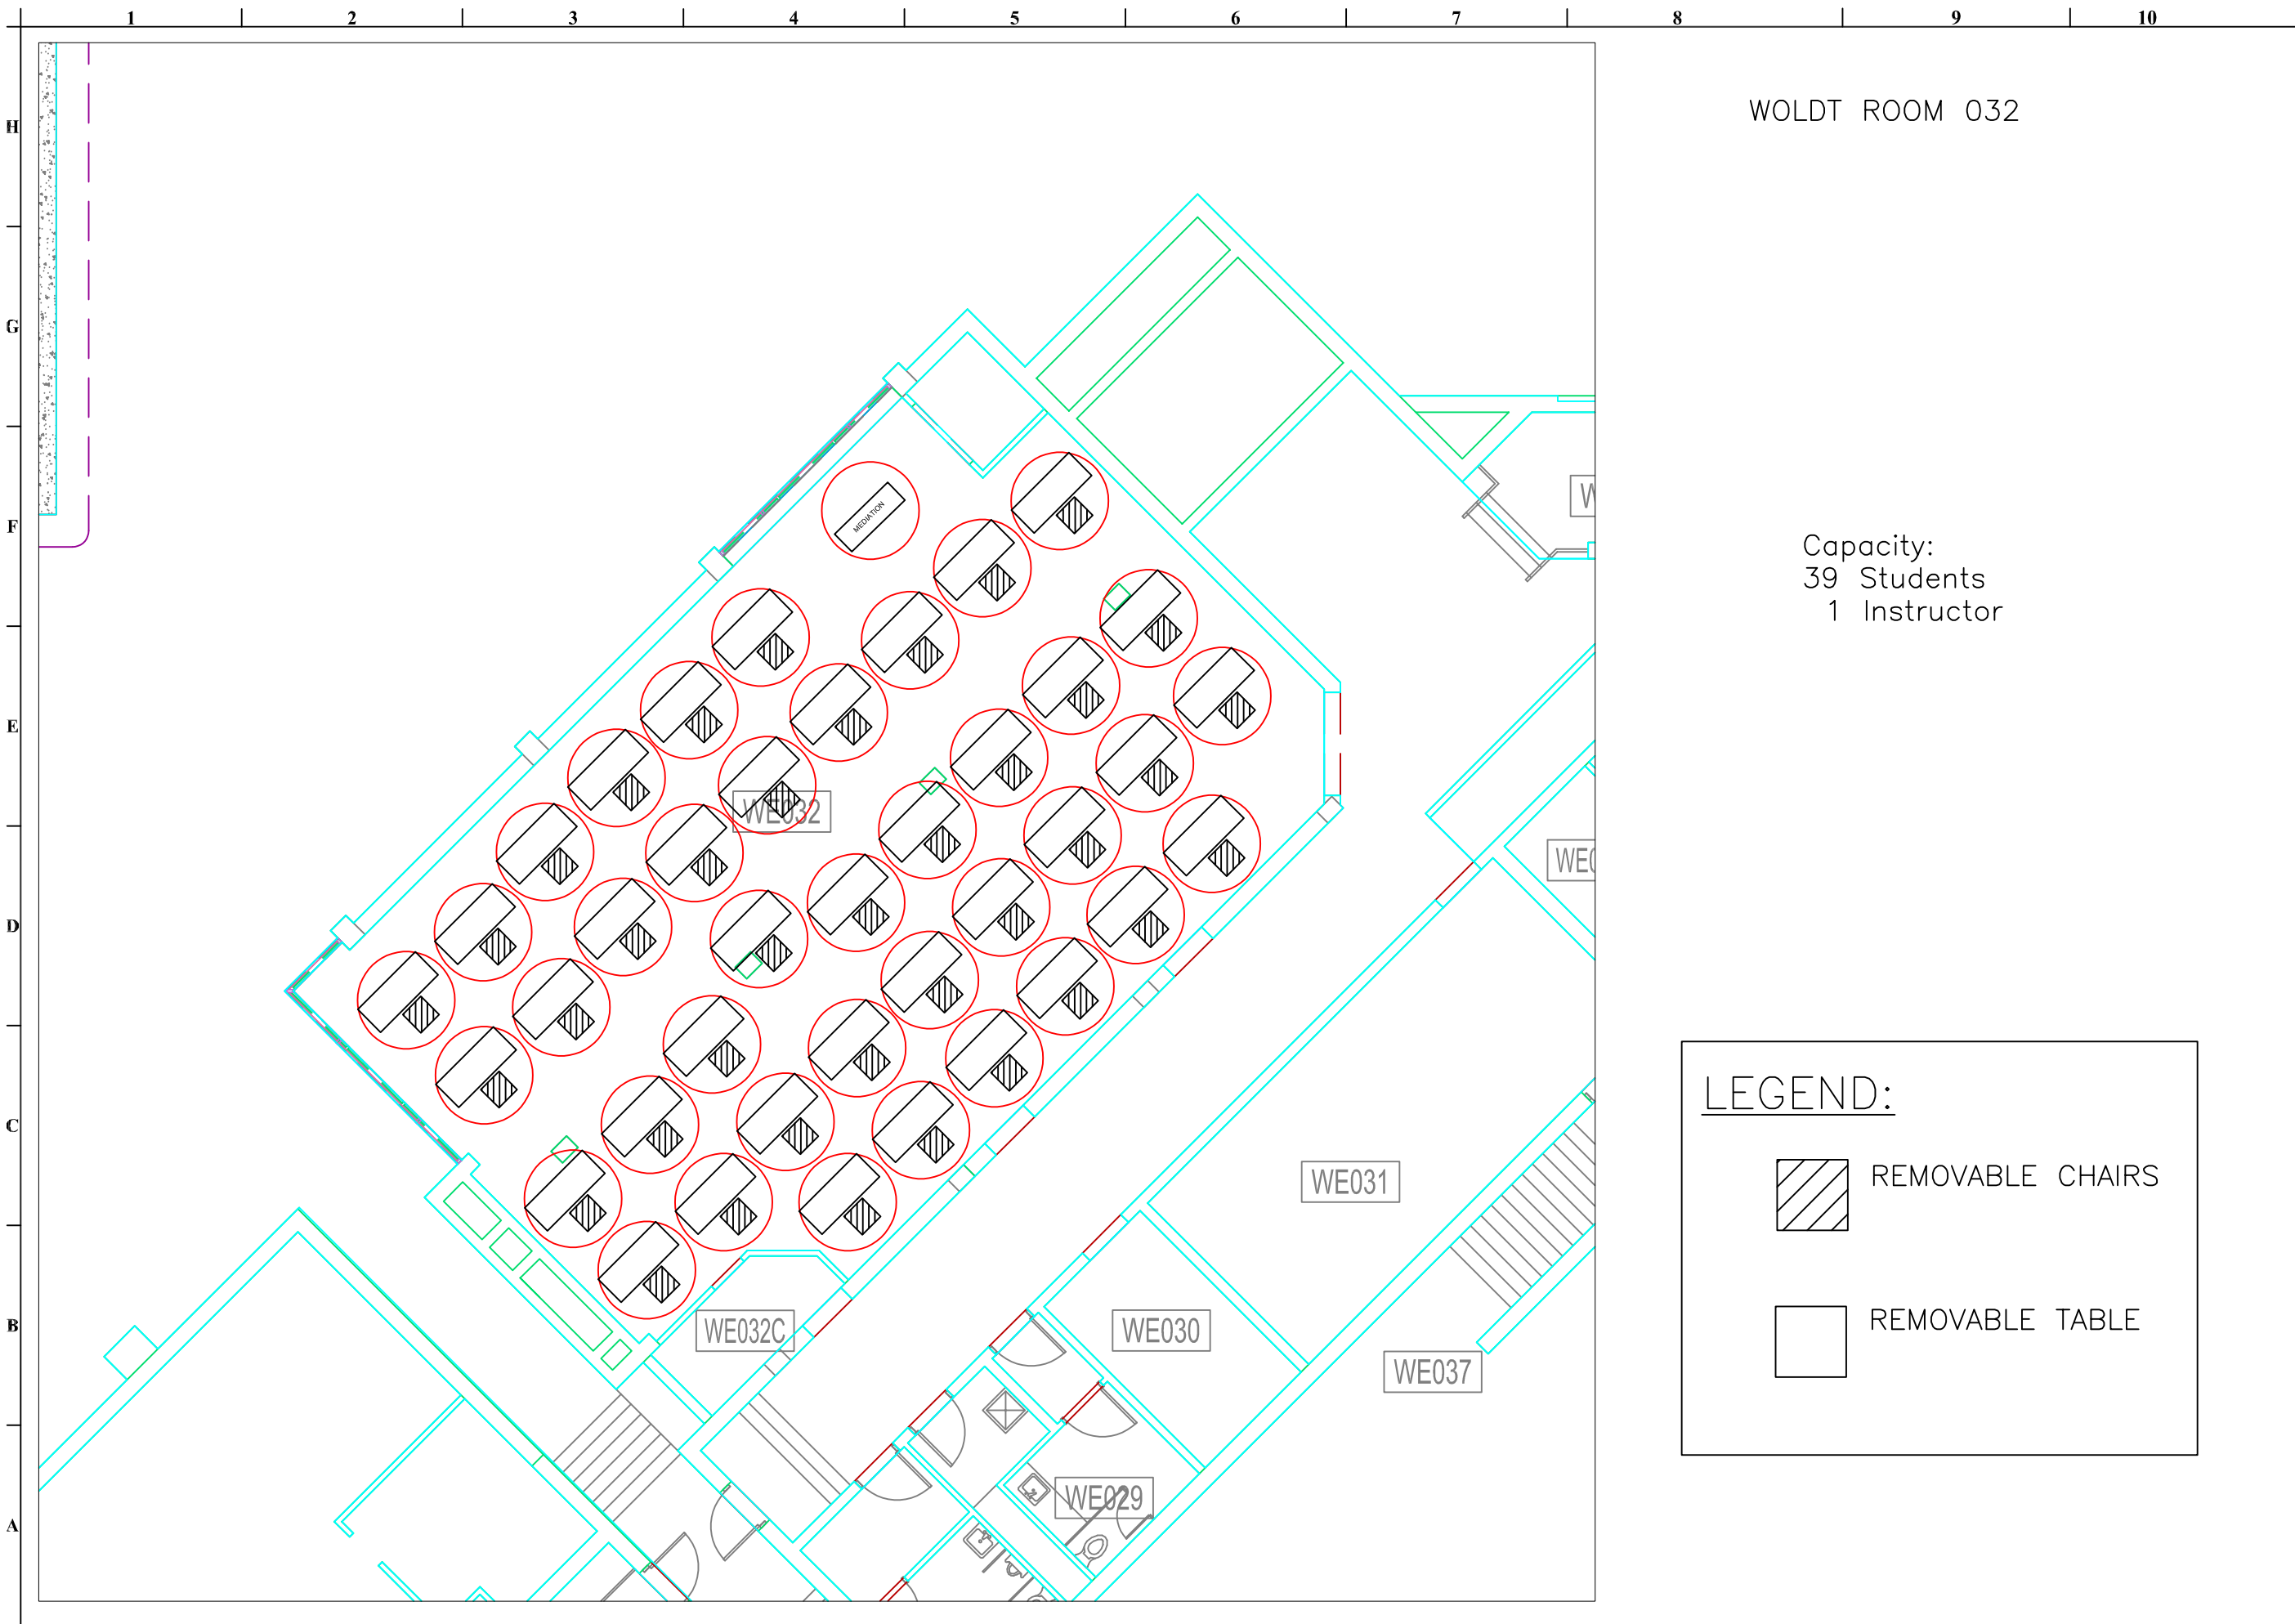 1 2 3 4 5 6 7 8 9 10
H
WOLDT ROOM 032
G
F
MEDIATION
Capacity:
39 Students
1 Instructor
E
WE032
D
C
LEGEND:
REMOVABLE CHAIRS
WE031
REMOVABLE TABLE
B
WE032C
WE030
WE037
WE029
A